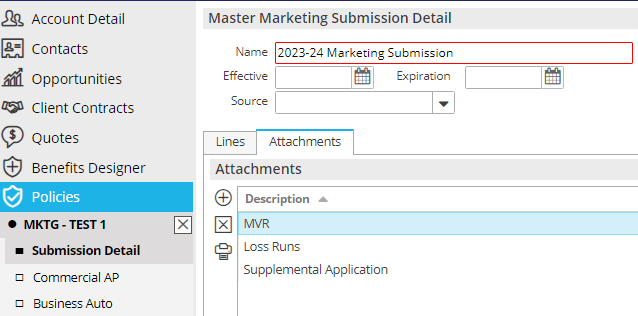 Account Detail
Contacts
Opportunities
Client Contracts
Quotes
Benefits Designer
Policies
MKTG - TEST 1
Submission Detail
Commercial AP
Business Auto
Master Marketing Submission Detail
Name 2023-24 Marketing Submission
Effective Expiration
Source
Lines Attachments
Attachments
Description
MVR
Loss Runs
Supplemental Application